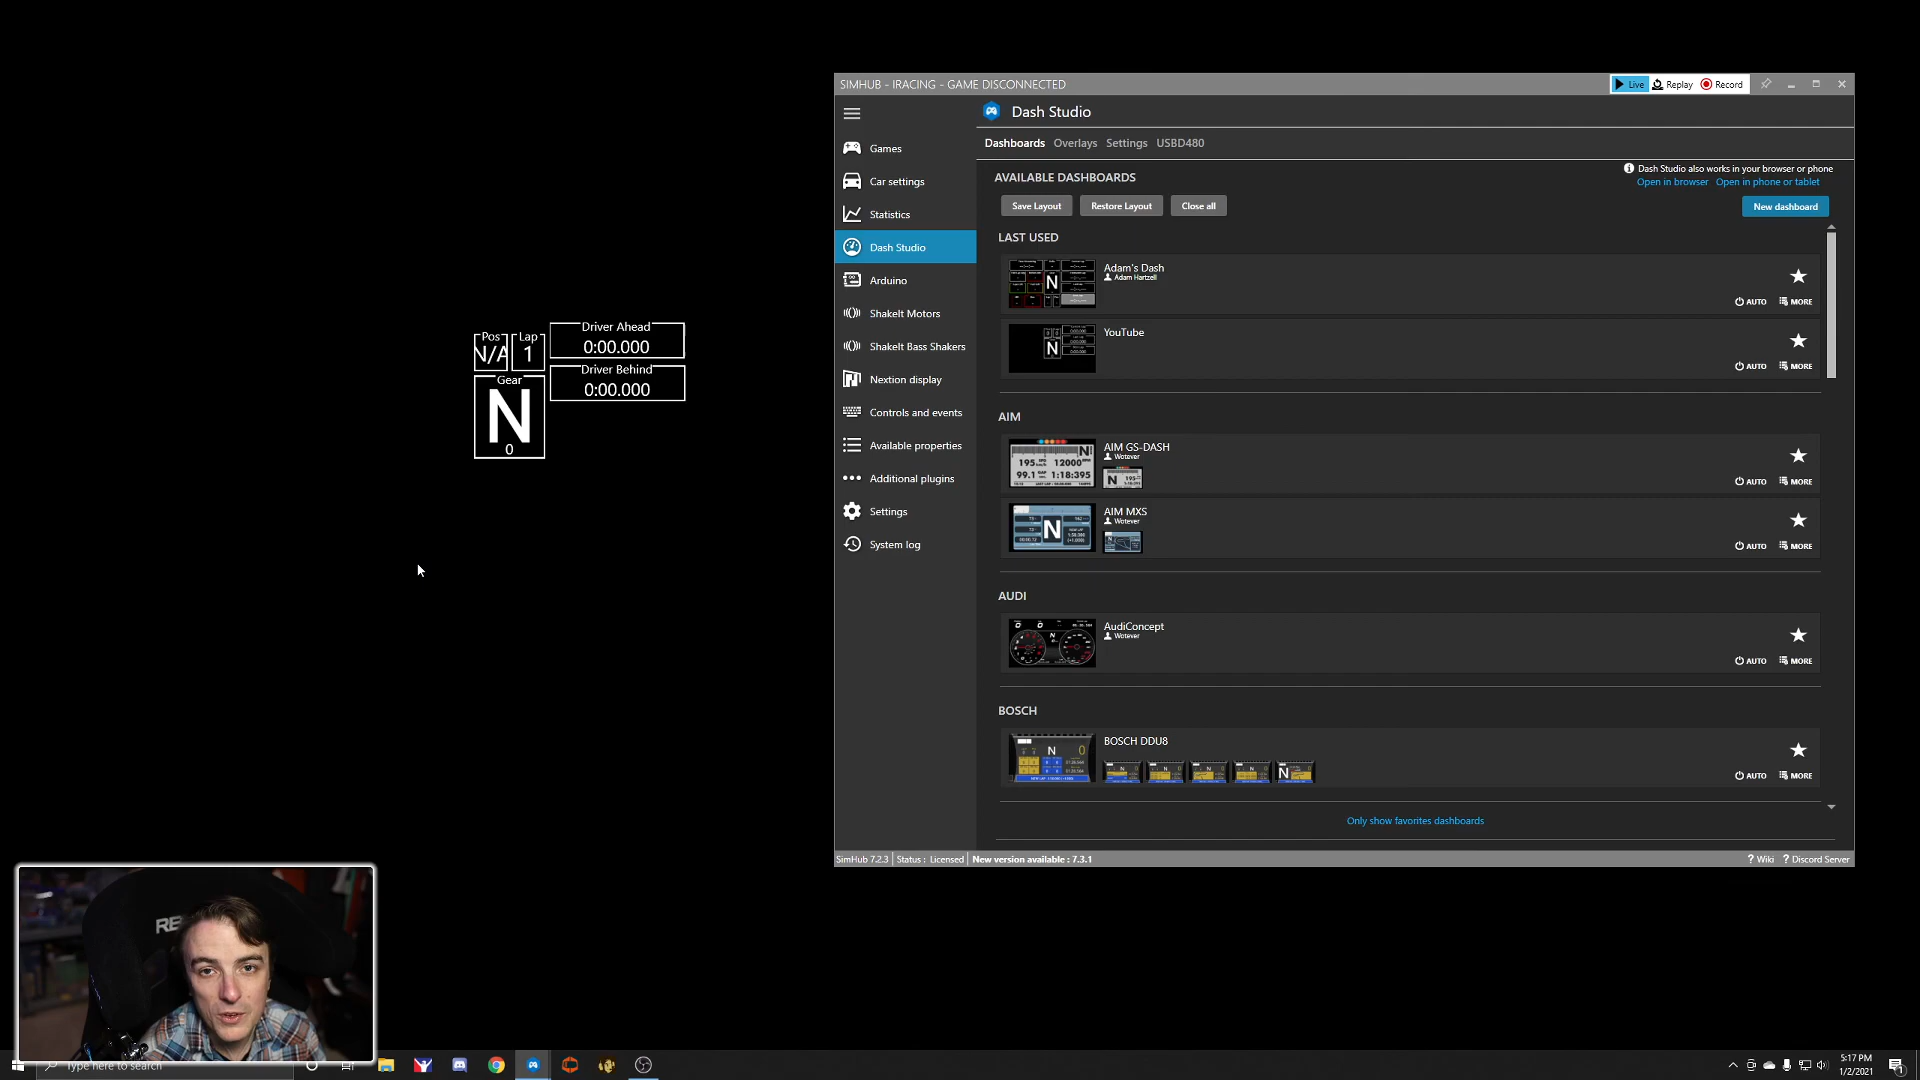 SIMHUB - IRACING - GAME DISCONNECTED
Live
Replay
Record
Dash Studio
Games
Car settings
Statistics
Dash Studio
Arduino
ShakeIt Motors
ShakeIt Bass Shakers
Nextion display
Controls and events
Available properties
Additional plugins
Settings
System log
Dashboards
Overlays
Settings
USBD480
Dash Studio also works in your browser or phone
Open in browser
Open in phone or tablet
AVAILABLE DASHBOARDS
Save Layout
Restore Layout
Close all
New dashboard
LAST USED
Adam's Dash
Adam Hartzell
AUTO
MORE
YouTube
AUTO
MORE
AIM
AIM GS-DASH
Wotever
195
12000
99.1
1:18:395
AUTO
MORE
AIM MXS
Wotever
AUTO
MORE
AUDI
AudiConcept
Wotever
AUTO
MORE
BOSCH
BOSCH DDU8
AUTO
MORE
Only show favorites dashboards
SimHub 7.2.3
Status : Licensed
New version available : 7.3.1
? Wiki
? Discord Server
Pos
N/A
Lap
1
Driver Ahead
0:00.000
Driver Behind
0:00.000
Gear
N
0
Type here to search
5:17 PM
1/2/2021